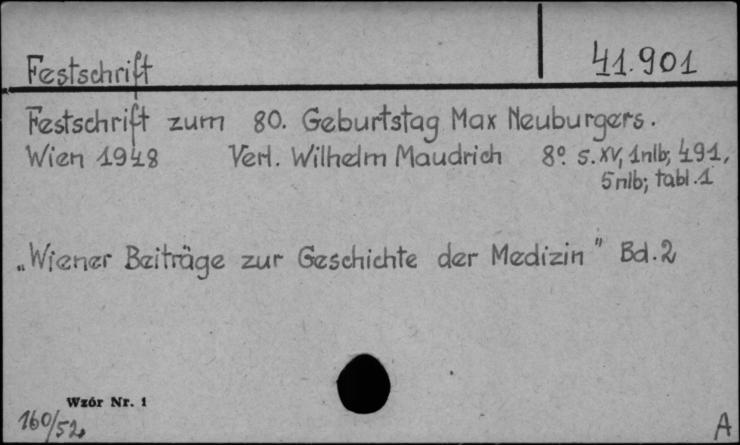 Festschrift 41.901
Festschrift zum 80. Geburtstag Max Neuburgers.
Wien 1948 Verl. Wilhelm Maudrich 8º s. XV, 1nlb; 491,
5nlb; tabl. 1
„Wiener Beiträge zur Geschichte der Medizin" Bd. 2
Wzór Nr. 1
160/52
A